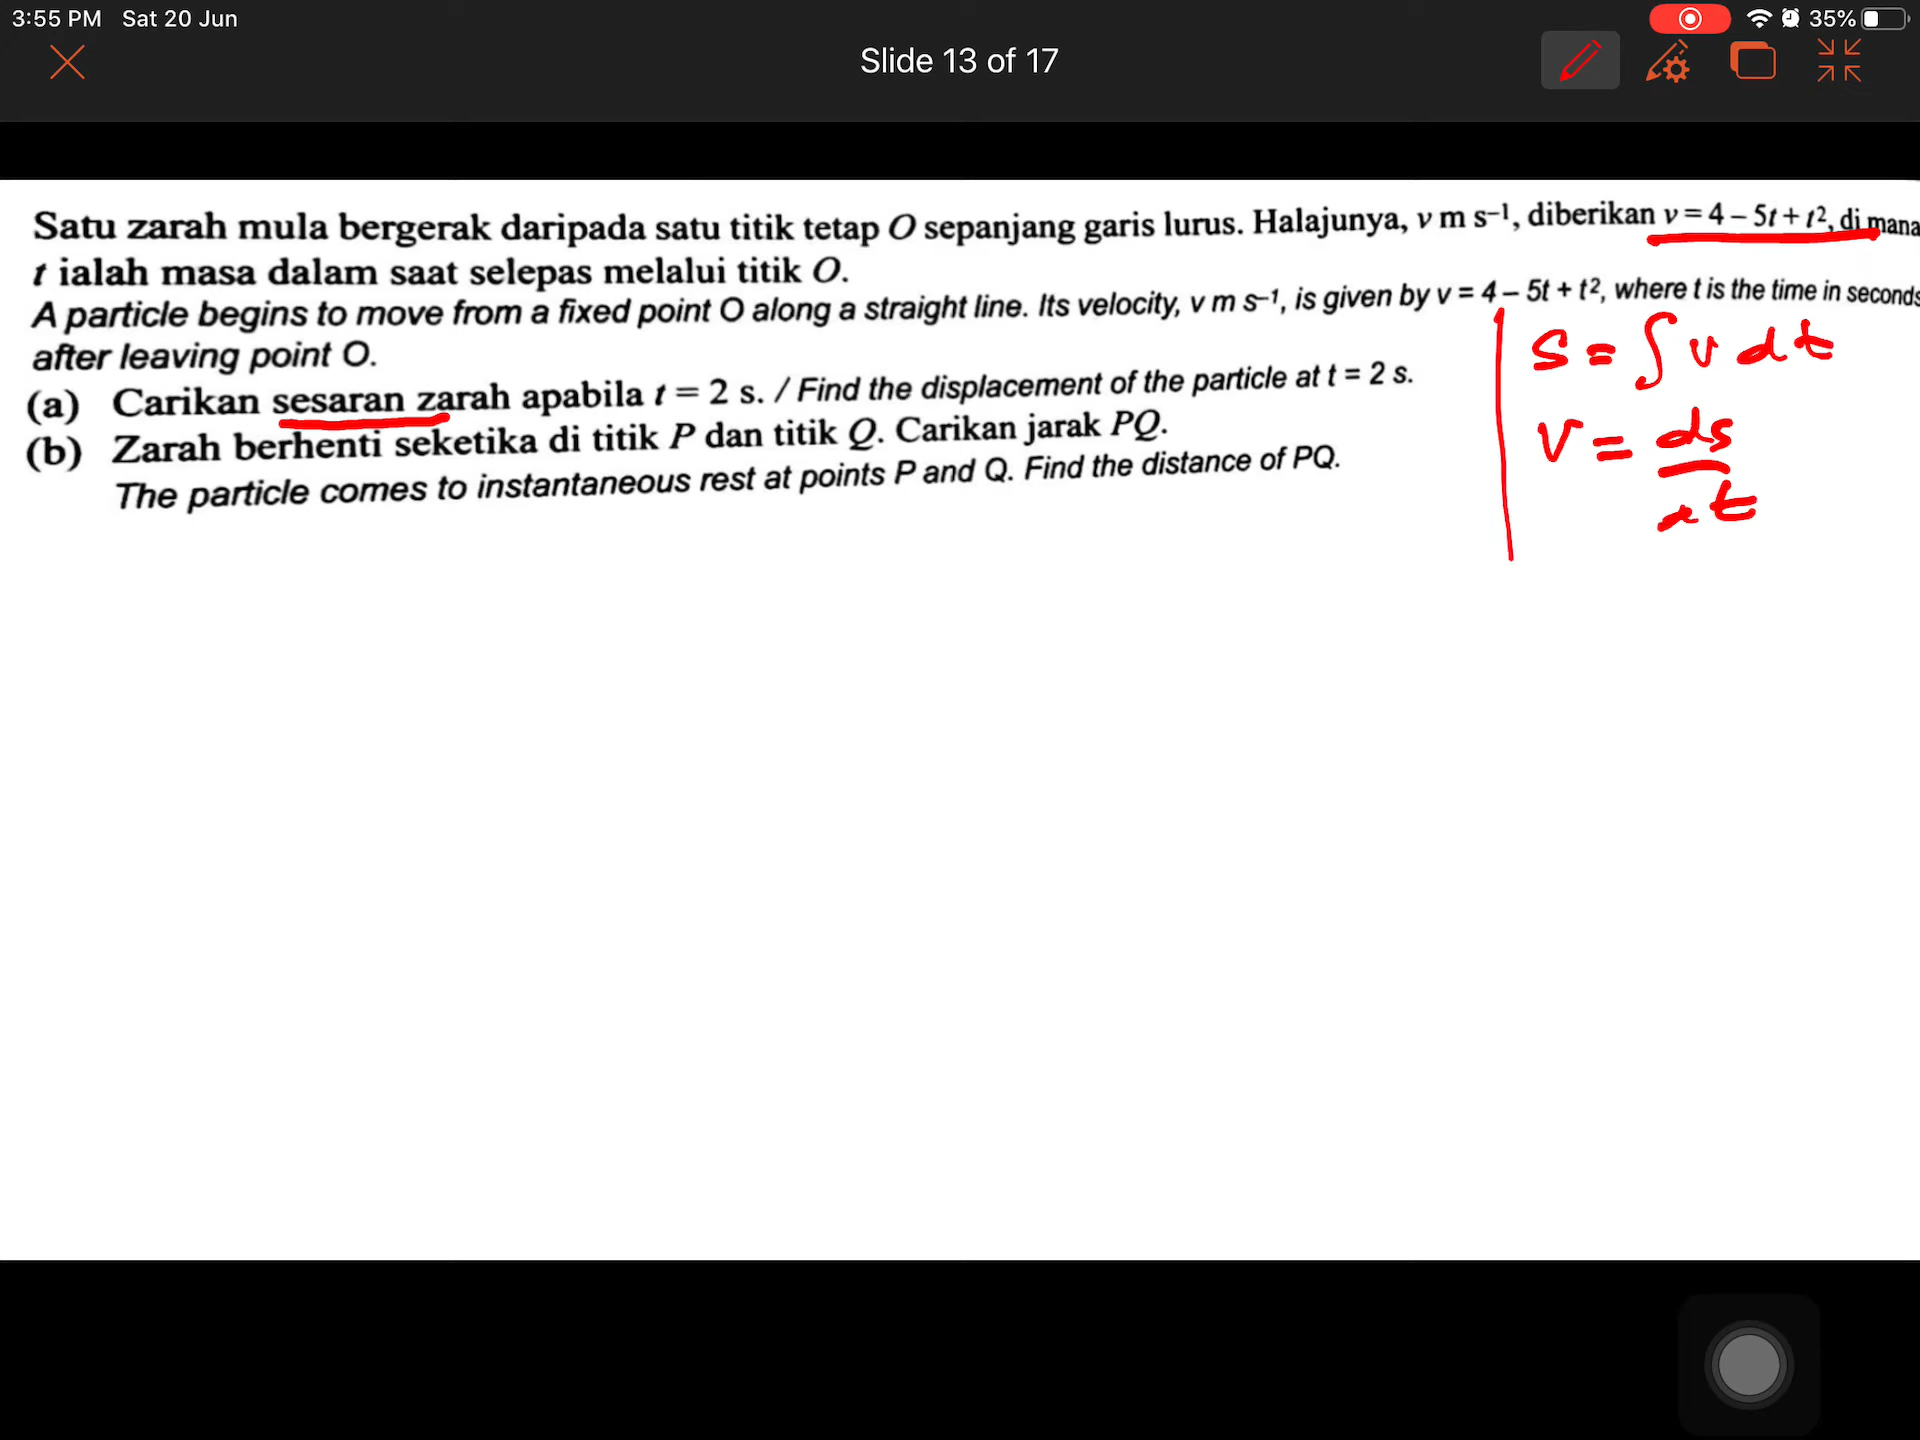 3:55 PM Sat 20 Jun
35%
Slide 13 of 17
Satu zarah mula bergerak daripada satu titik tetap O sepanjang garis lurus. Halajunya, v m s⁻¹, diberikan v = 4 – 5t + t², di mana
t ialah masa dalam saat selepas melalui titik O.
A particle begins to move from a fixed point O along a straight line. Its velocity, v m s⁻¹, is given by v = 4 – 5t + t², where t is the time in seconds
after leaving point O.
(a) Carikan sesaran zarah apabila t = 2 s. / Find the displacement of the particle at t = 2 s.
(b) Zarah berhenti seketika di titik P dan titik Q. Carikan jarak PQ.
The particle comes to instantaneous rest at points P and Q. Find the distance of PQ.
s = ∫ v dt
v = ds/dt